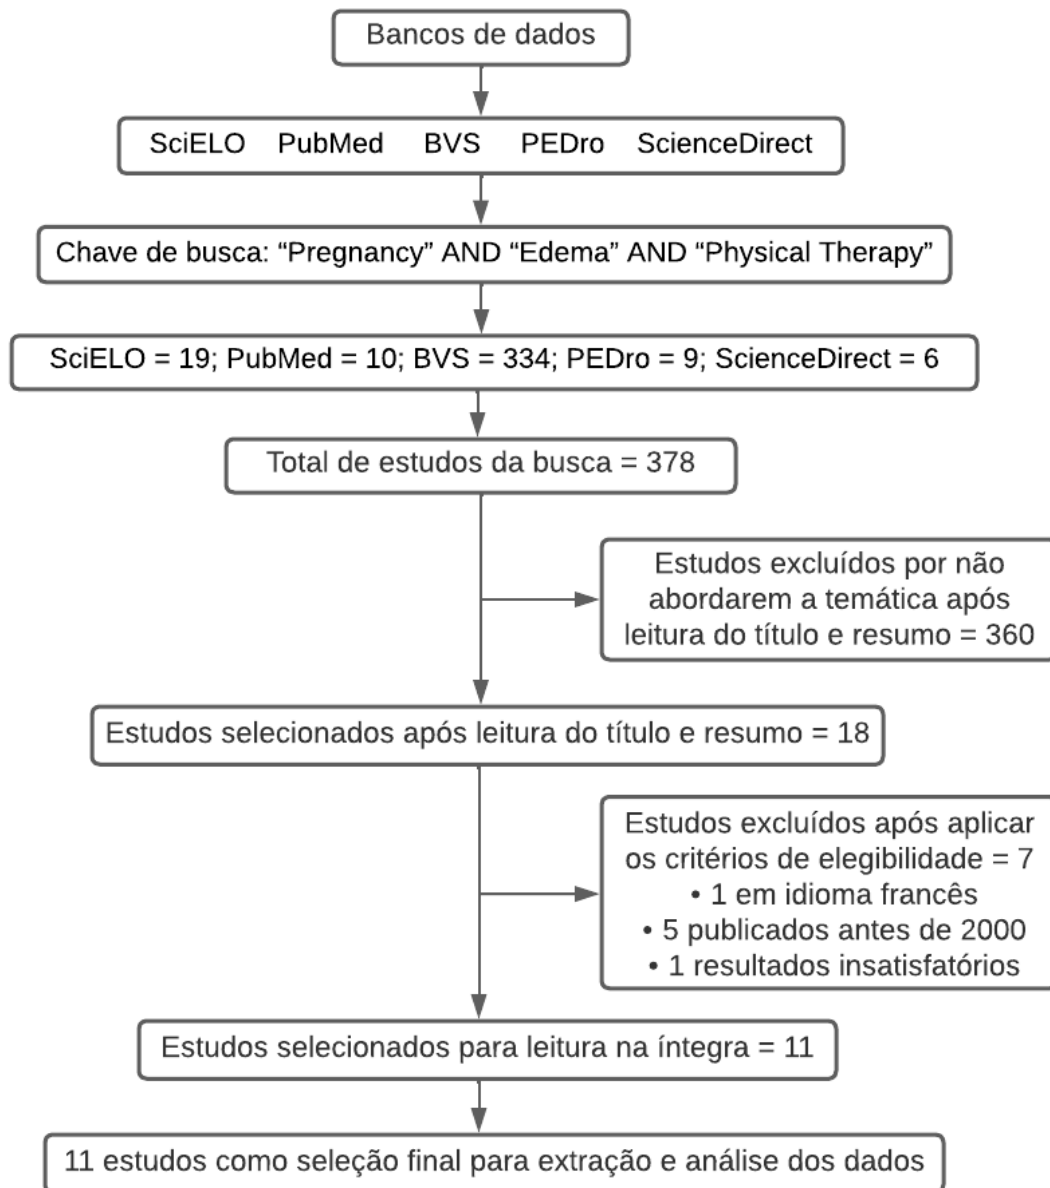 Bancos de dados
SciELO PubMed BVS PEDro ScienceDirect
Chave de busca: “Pregnancy” AND “Edema” AND “Physical Therapy”
SciELO = 19; PubMed = 10; BVS = 334; PEDro = 9; ScienceDirect = 6
Total de estudos da busca = 378
Estudos excluídos por não
abordarem a temática após
leitura do título e resumo = 360
Estudos selecionados após leitura do título e resumo = 18
Estudos excluídos após aplicar
os critérios de elegibilidade = 7
• 1 em idioma francês
• 5 publicados antes de 2000
• 1 resultados insatisfatórios
Estudos selecionados para leitura na íntegra = 11
11 estudos como seleção final para extração e análise dos dados